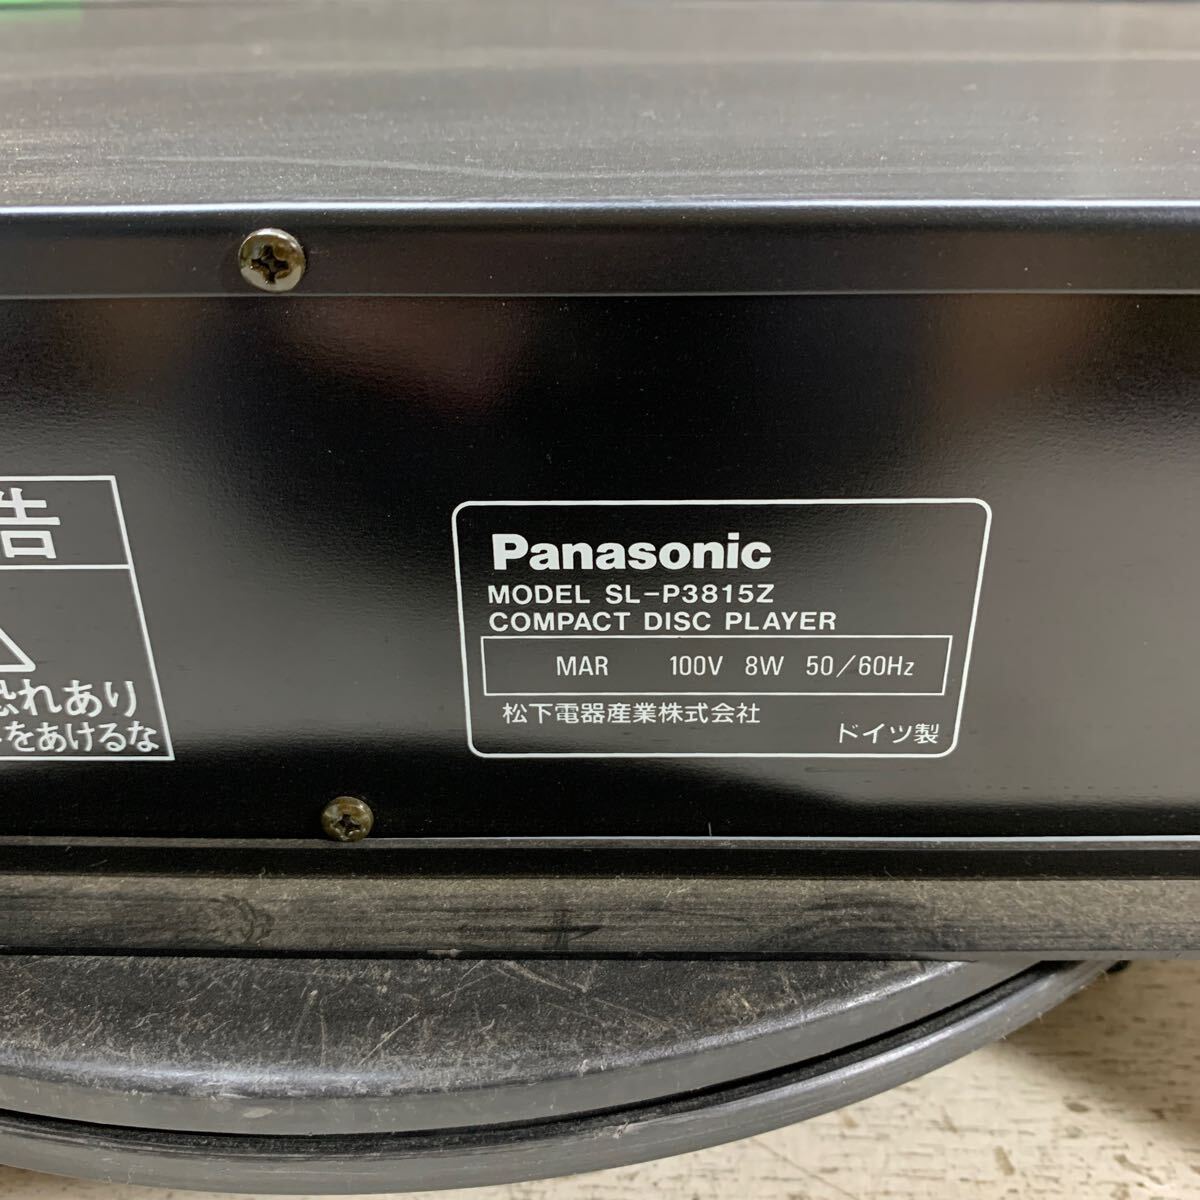 告
恐れあり
をあけるな
Panasonic
MODEL SL-P3815Z
COMPACT DISC PLAYER
MAR 100V 8W 50/60Hz
松下電器産業株式会社
ドイツ製